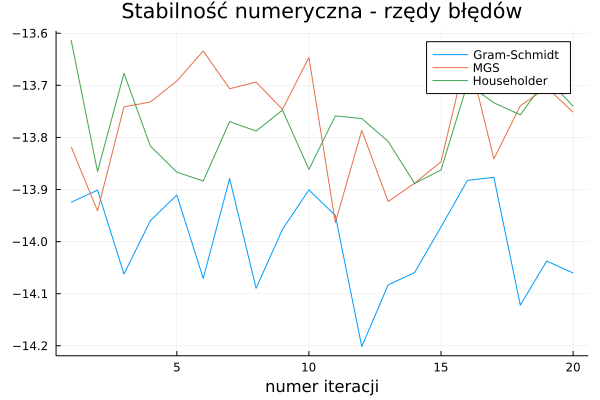 Stabilność numeryczna - rzędy błędów
−13.6
−13.7
−13.8
−13.9
−14.0
−14.1
−14.2
Gram-Schmidt
MGS
Householder
5
10
15
20
numer iteracji